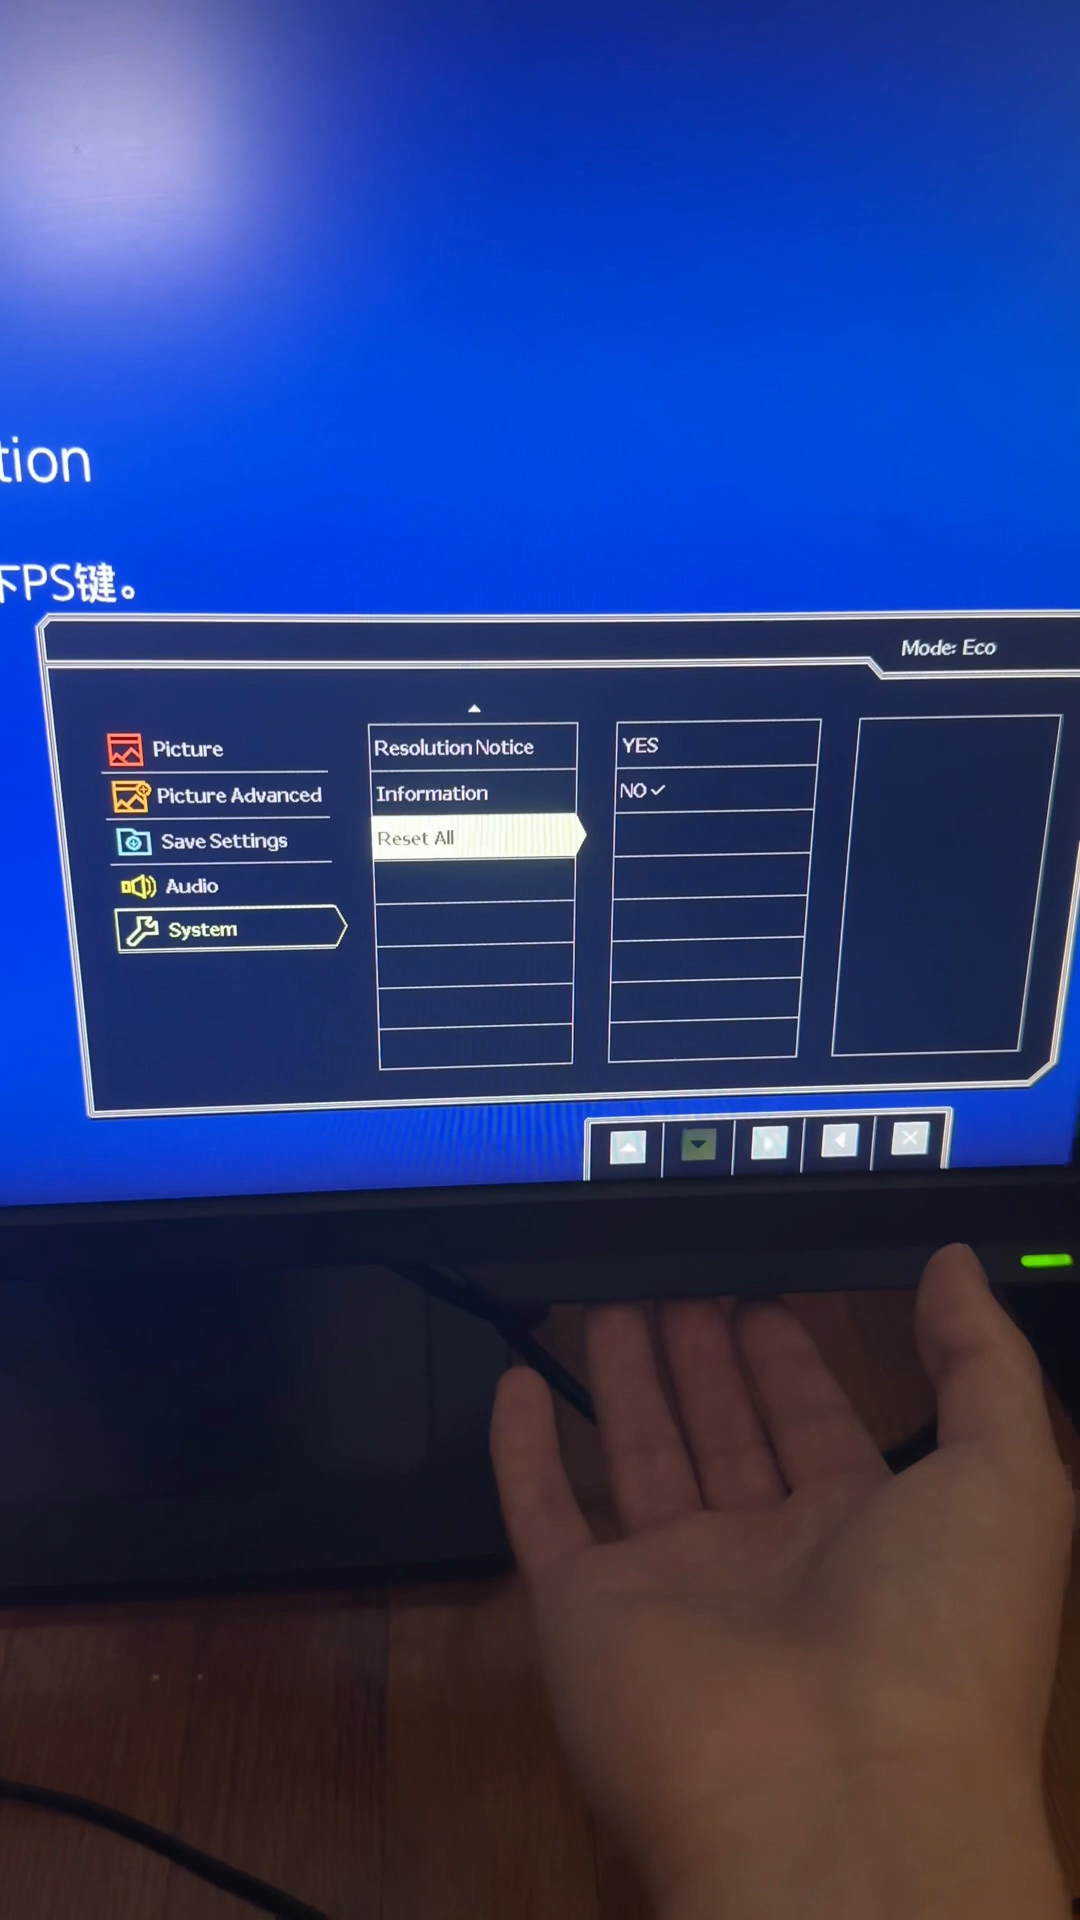 tion
下PS键。
Mode: Eco
Picture
Picture Advanced
Save Settings
Audio
System
Resolution Notice
Information
Reset All
YES
NO✓